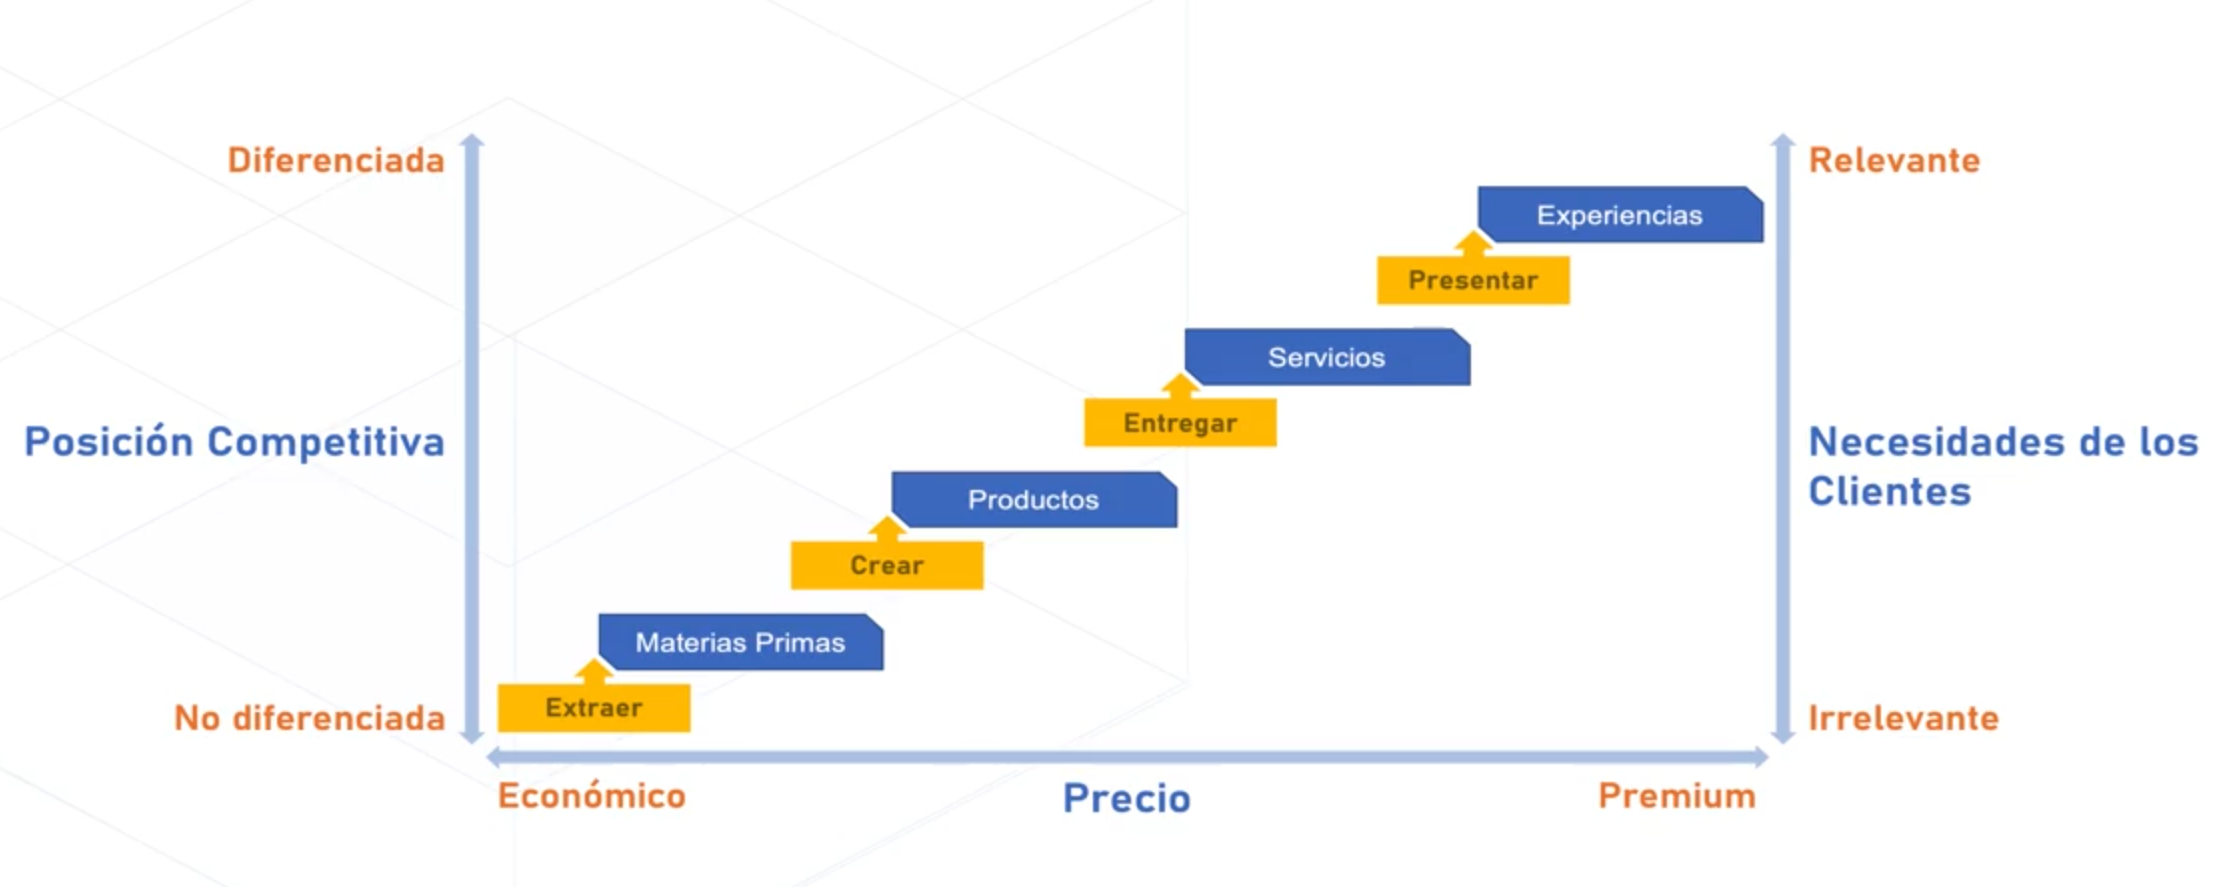 Diferenciada
Relevante
Experiencias
Presentar
Servicios
Entregar
Posición Competitiva
Necesidades de los
Clientes
Productos
Crear
Materias Primas
Extraer
No diferenciada
Irrelevante
Económico
Precio
Premium